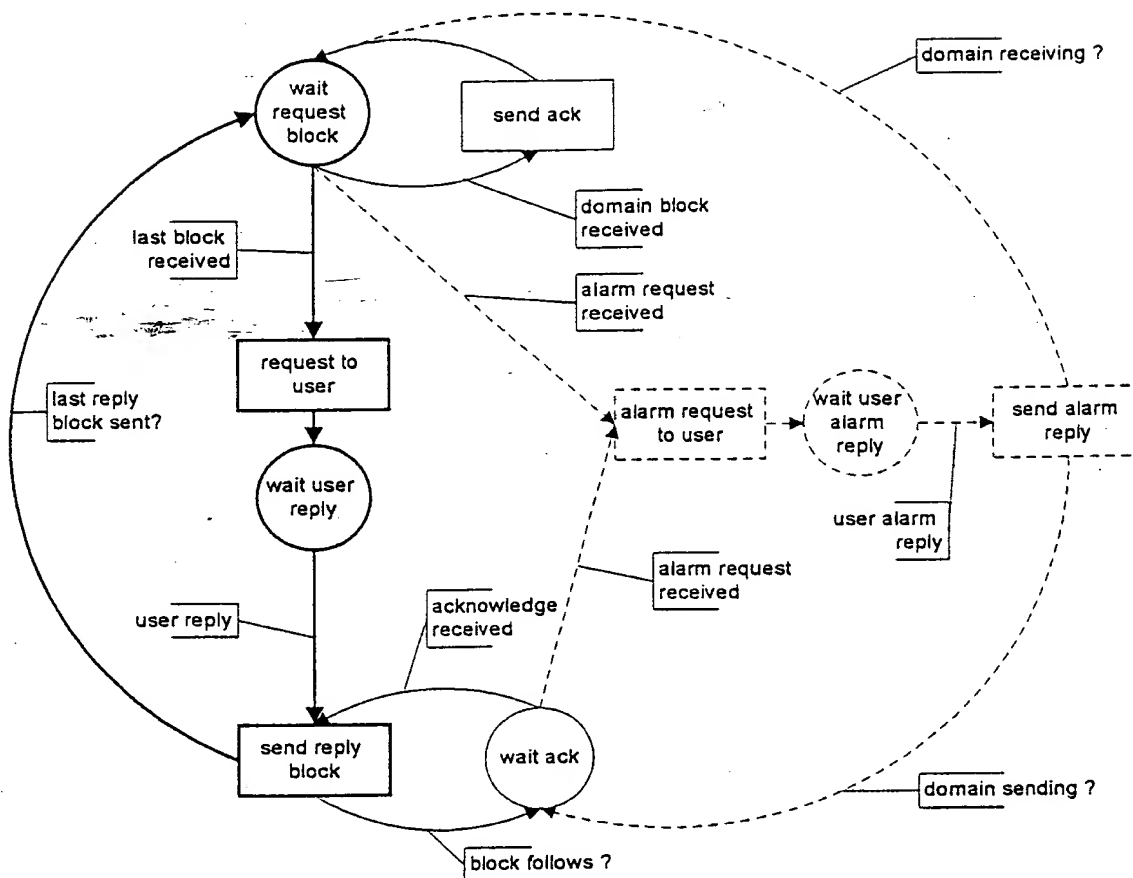 domain receiving ?
wait
request
block
send ack
domain block
received
last block
received
alarm request
received
request to
user
last reply
block sent?
alarm request
to user
wait user
alarm
reply
send alarm
reply
wait user
reply
user alarm
reply
alarm request
received
acknowledge
received
user reply
send reply
block
wait ack
domain sending ?
block follows ?